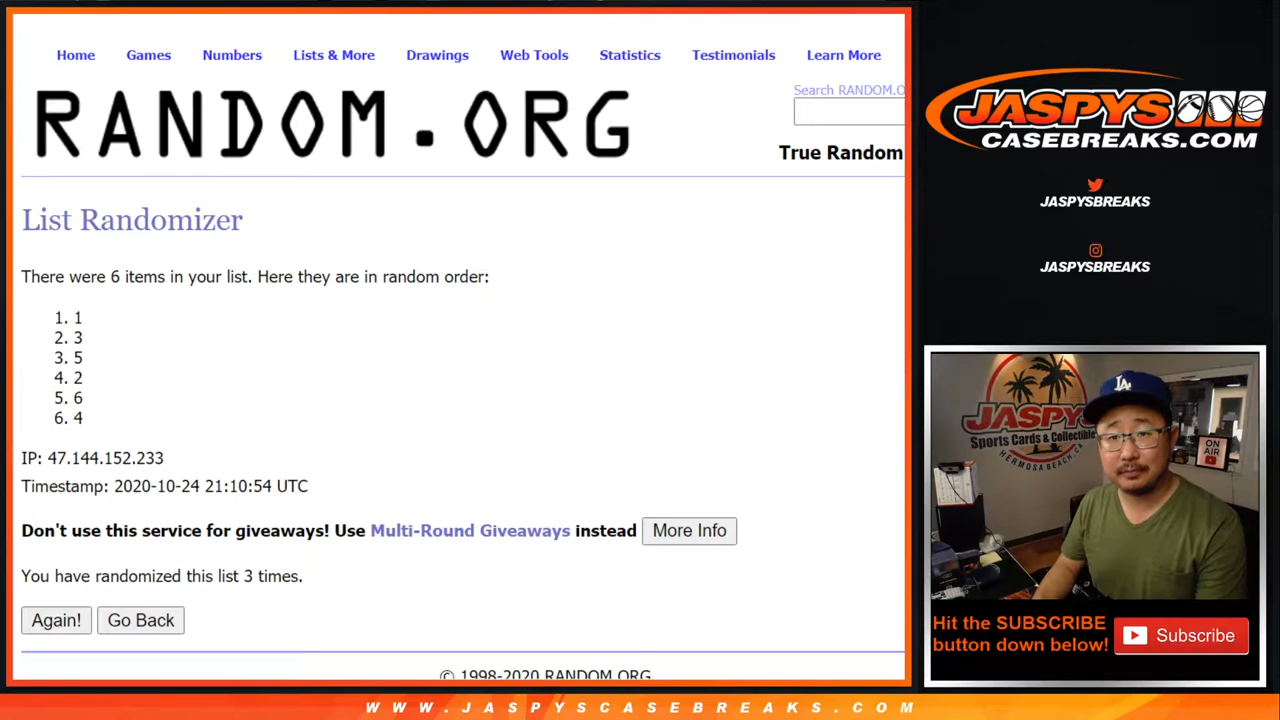 Home Games Numbers Lists & More Drawings Web Tools Statistics Testimonials Learn More
Search RANDOM.O
RANDOM.ORG
True Random
List Randomizer
There were 6 items in your list. Here they are in random order:
1. 1
2. 3
3. 5
4. 2
5. 6
6. 4
IP: 47.144.152.233
Timestamp: 2020-10-24 21:10:54 UTC
Don't use this service for giveaways! Use Multi-Round Giveaways instead More Info
You have randomized this list 3 times.
Again! Go Back
© 1998-2020 RANDOM.ORG
JASPYS
CASEBREAKS.COM
JASPYSBREAKS
JASPYSBREAKS
JASPYS
Sports Cards & Collectible
HERMOSA BEACH, CA
LA
ON
AIR
Hit the SUBSCRIBE
button down below!
Subscribe
WWW.JASPYSCASEBREAKS.COM